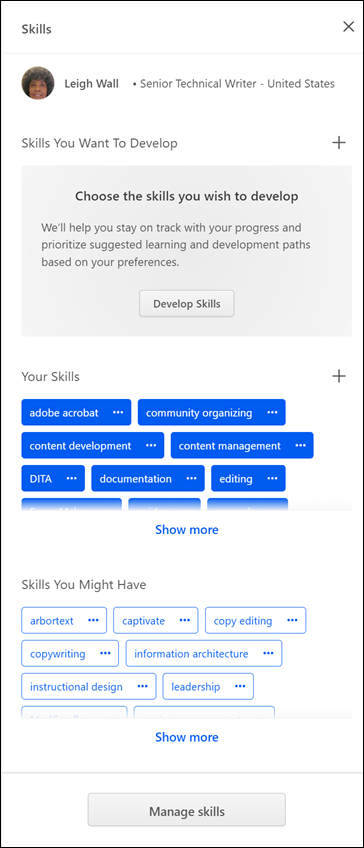 Skills
Leigh Wall • Senior Technical Writer - United States
Skills You Want To Develop
Choose the skills you wish to develop
We'll help you stay on track with your progress and
prioritize suggested learning and development paths
based on your preferences.
Develop Skills
Your Skills
adobe acrobat ••• community organizing •••
content development ••• content management •••
DITA ••• documentation ••• editing •••
Show more
Skills You Might Have
arbortext ••• captivate ••• copy editing •••
copywriting ••• information architecture •••
instructional design ••• leadership •••
Show more
Manage skills